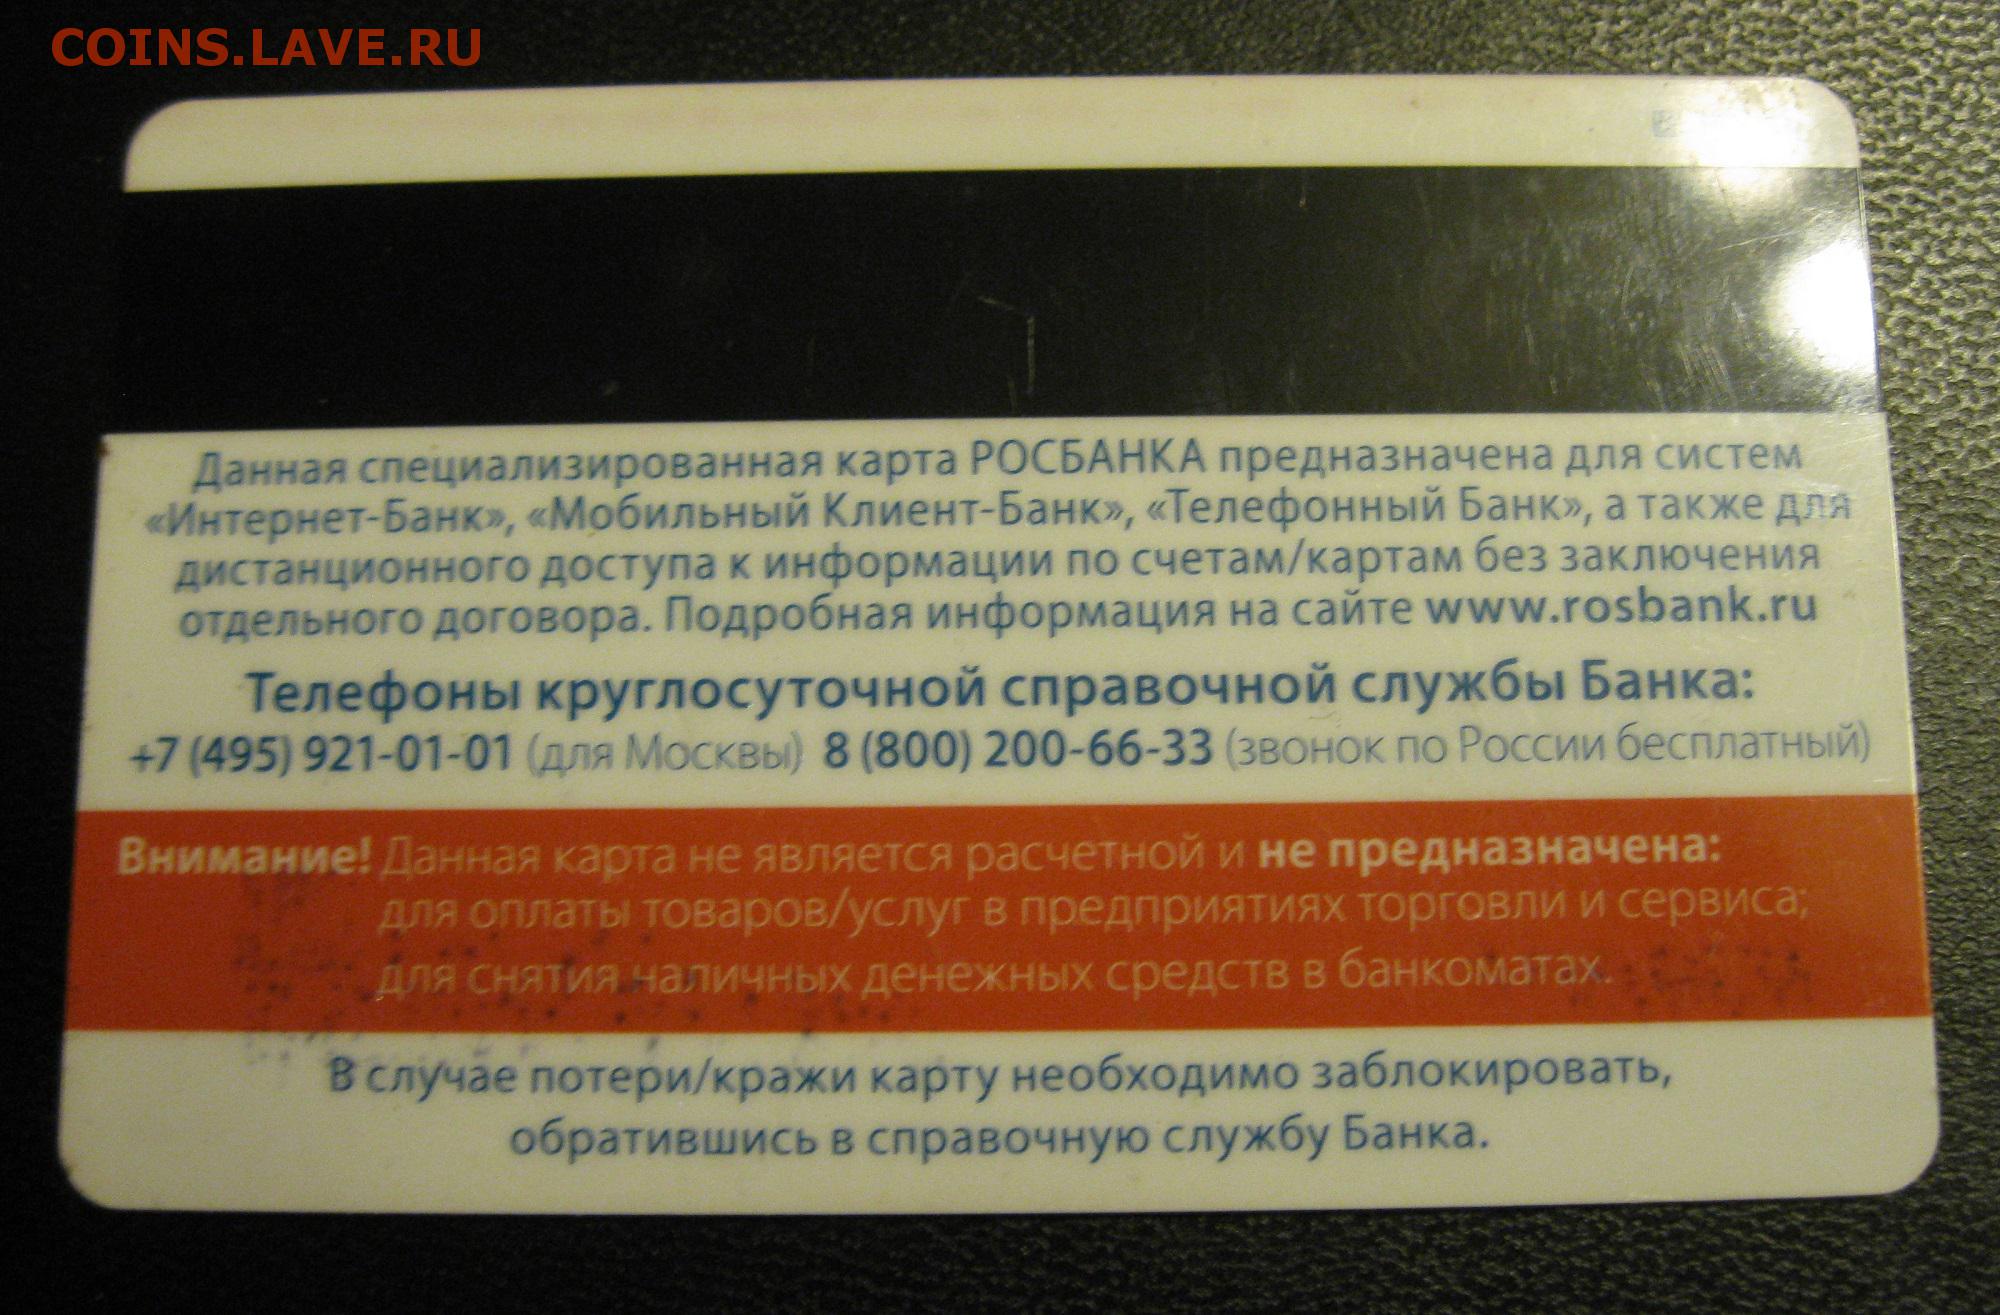 COINS.LAVE.RU
Данная специализированная карта РОСБАНКА предназначена для систем
«Интернет-Банк», «Мобильный Клиент-Банк», «Телефонный Банк», а также для
дистанционного доступа к информации по счетам/картам без заключения
отдельного договора. Подробная информация на сайте www.rosbank.ru
Телефоны круглосуточной справочной службы Банка:
+7 (495) 921-01-01 (для Москвы) 8 (800) 200-66-33 (звонок по России бесплатный)
Внимание! Данная карта не является расчетной и не предназначена:
для оплаты товаров/услуг в предприятиях торговли и сервиса;
для снятия наличных денежных средств в банкоматах.
В случае потери/кражи карту необходимо заблокировать,
обратившись в справочную службу Банка.